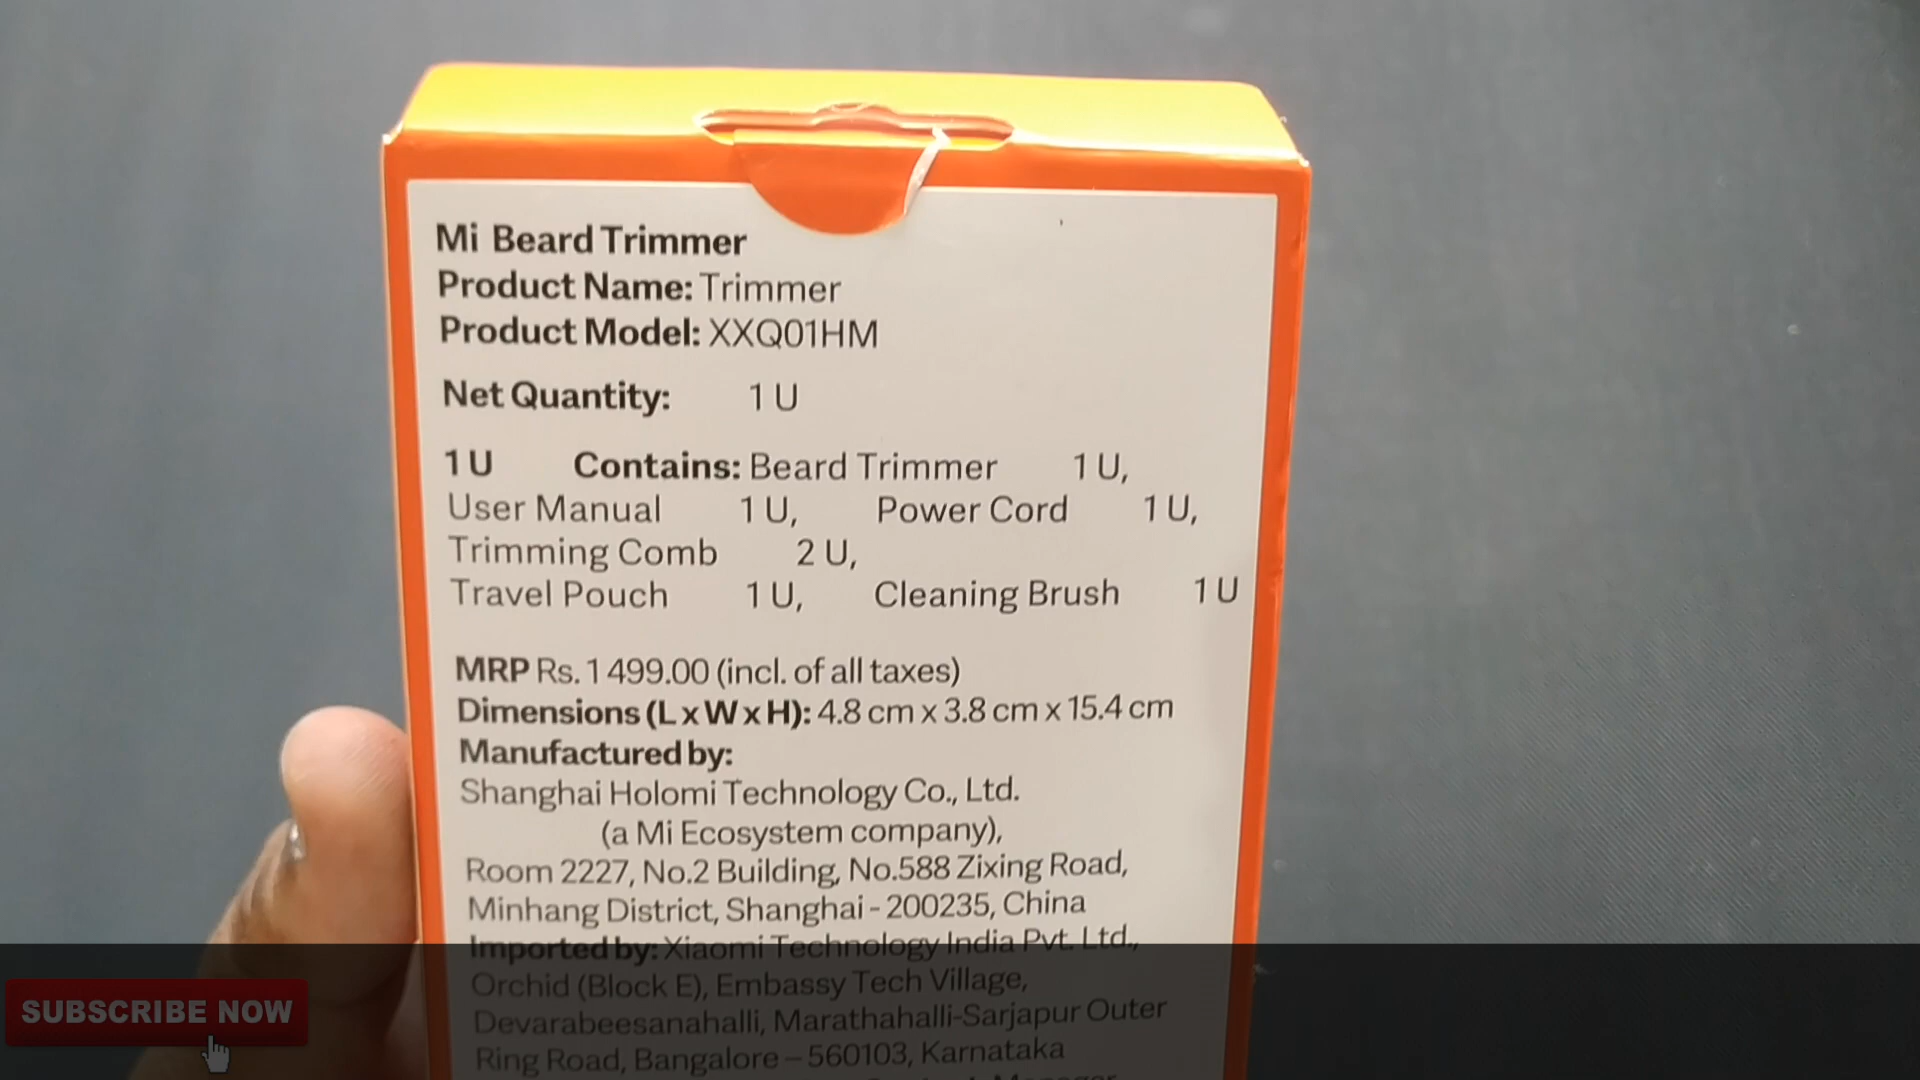 Mi Beard Trimmer
Product Name: Trimmer
Product Model: XXQ01HM
Net Quantity: 1 U
1 U Contains: Beard Trimmer 1 U,
User Manual 1 U, Power Cord 1 U,
Trimming Comb 2 U,
Travel Pouch 1 U, Cleaning Brush 1 U
MRP Rs. 1 499.00 (incl. of all taxes)
Dimensions (L x W x H): 4.8 cm x 3.8 cm x 15.4 cm
Manufactured by:
Shanghai Holomi Technology Co., Ltd.
(a Mi Ecosystem company),
Room 2227, No.2 Building, No.588 Zixing Road,
Minhang District, Shanghai - 200235, China
Imported by: Xiaomi Technology India Pvt. Ltd.,
Orchid (Block E), Embassy Tech Village,
Devarabeesanahalli, Marathahalli-Sarjapur Outer
Ring Road, Bangalore – 560103, Karnataka
SUBSCRIBE NOW